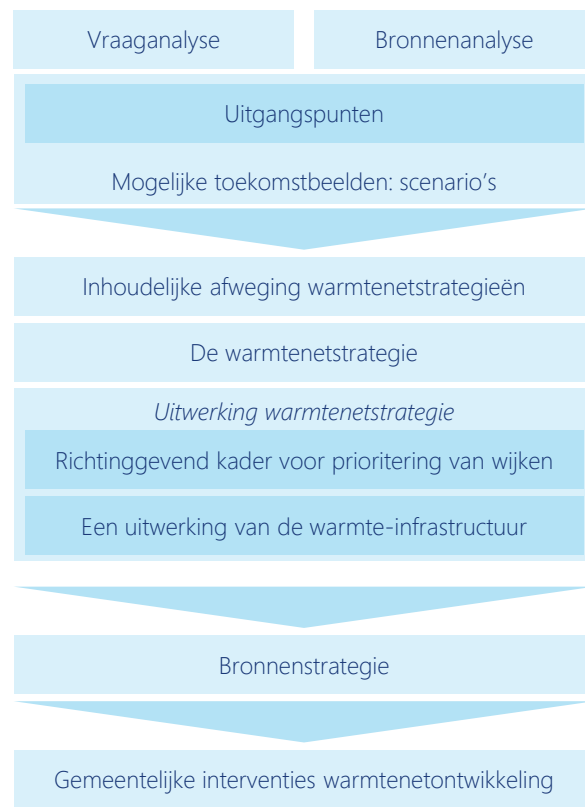 Vraaganalyse
Bronnenanalyse
Uitgangspunten
Mogelijke toekomstbeelden: scenario's
Inhoudelijke afweging warmtenetstrategieën
De warmtenetstrategie
Uitwerking warmtenetstrategie
Richtinggevend kader voor prioritering van wijken
Een uitwerking van de warmte-infrastructuur
Bronnenstrategie
Gemeentelijke interventies warmtenetontwikkeling